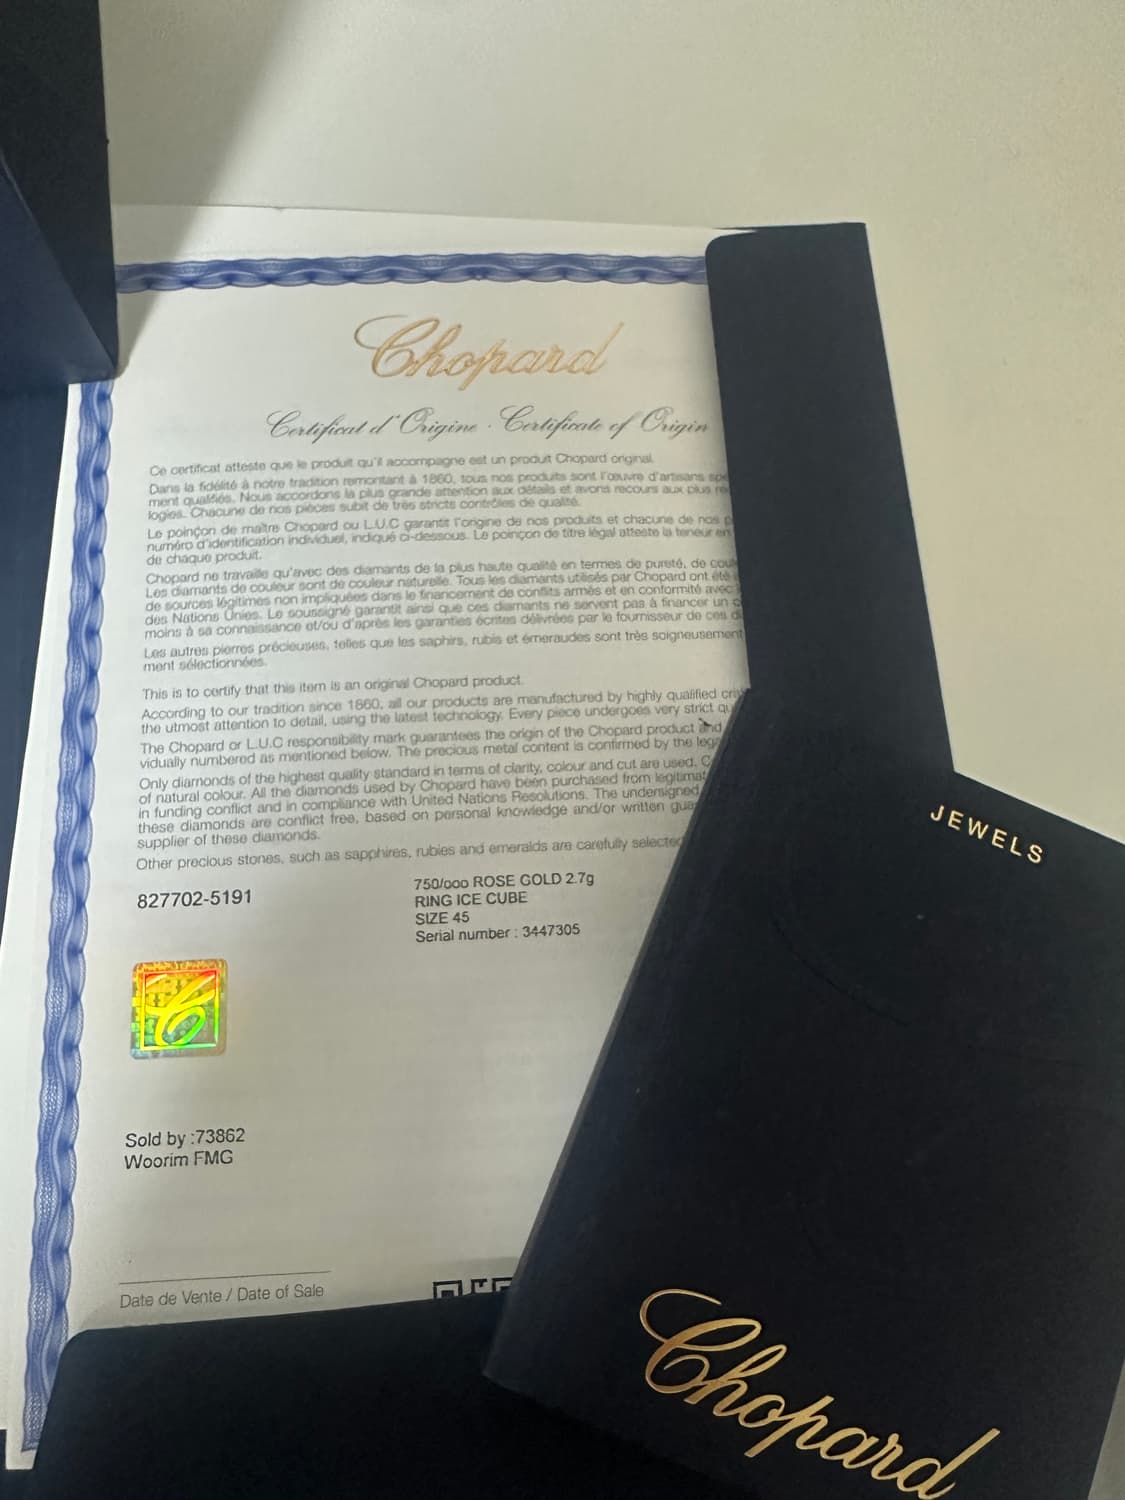 Chopard
Certificat d'Origine · Certificate of Origin
Ce certificat atteste que le produit qu'il accompagne est un produit Chopard original.
Dans la fidélité à notre tradition remontant à 1860, tous nos produits sont l'œuvre d'artisans
ment qualifiés. Nous accordons la plus grande attention aux détails et avons recours aux plus
logies. Chacune de nos pièces subit de très stricts contrôles de qualité.
Le poinçon de maître Chopard ou L.U.C garantit l'origine de nos produits et chacune de nos
numéro d'identification individuel, indiqué ci-dessous. Le poinçon de titre légal atteste la teneur en
de chaque produit.
Chopard ne travaille qu'avec des diamants de la plus haute qualité en termes de pureté, de
Les diamants de couleur sont de couleur naturelle. Tous les diamants utilisés par Chopard ont été
de sources légitimes non impliquées dans le financement de conflits armés et en conformité avec
des Nations Unies. Le soussigné garantit ainsi que ces diamants ne servent pas à financer un
moins à sa connaissance et/ou d'après les garanties écrites délivrées par le fournisseur de ces
Les autres pierres précieuses, telles que les saphirs, rubis et émeraudes sont très soigneusement
ment sélectionnées.
This is to certify that this item is an original Chopard product.
According to our tradition since 1860, all our products are manufactured by highly qualified
the utmost attention to detail, using the latest technology. Every piece undergoes very strict
The Chopard or L.U.C responsibility mark guarantees the origin of the Chopard product and
vidually numbered as mentioned below. The precious metal content is confirmed by the
Only diamonds of the highest quality standard in terms of clarity, colour and cut are used.
of natural colour. All the diamonds used by Chopard have been purchased from
in funding conflict and in compliance with United Nations Resolutions. The undersigned
these diamonds are conflict free, based on personal knowledge and/or written
supplier of these diamonds.
Other precious stones, such as sapphires, rubies and emeralds are carefully selected
827702-5191
750/000 ROSE GOLD 2.7g
RING ICE CUBE
SIZE 45
Serial number : 3447305
Sold by :73862
Woorim FMG
Date de Vente / Date of Sale
JEWELS
Chopard